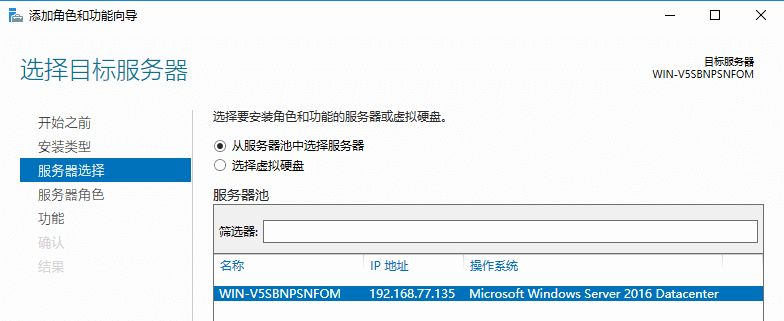 添加角色和功能向导
选择目标服务器
目标服务器
WIN-V5SBNPSNFOM
开始之前
安装类型
服务器选择
服务器角色
功能
确认
结果
选择要安装角色和功能的服务器或虚拟硬盘。
从服务器池中选择服务器
选择虚拟硬盘
服务器池
筛选器:
名称 IP 地址 操作系统
WIN-V5SBNPSNFOM 192.168.77.135 Microsoft Windows Server 2016 Datacenter